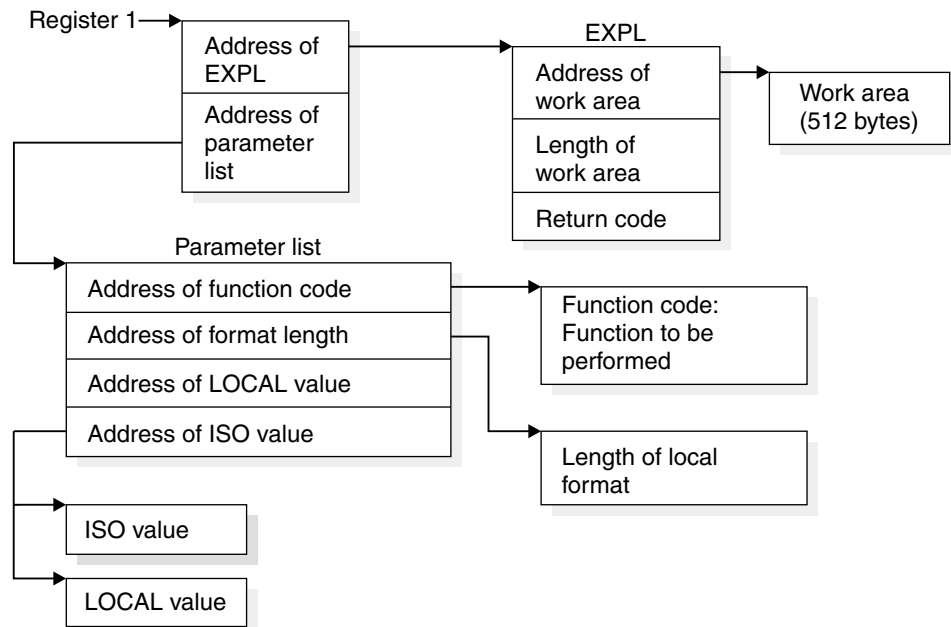 Register 1
Address of
EXPL
Address of
parameter
list
EXPL
Address of
work area
Length of
work area
Return code
Work area
(512 bytes)
Parameter list
Address of function code
Address of format length
Address of LOCAL value
Address of ISO value
Function code:
Function to be
performed
Length of local
format
ISO value
LOCAL value